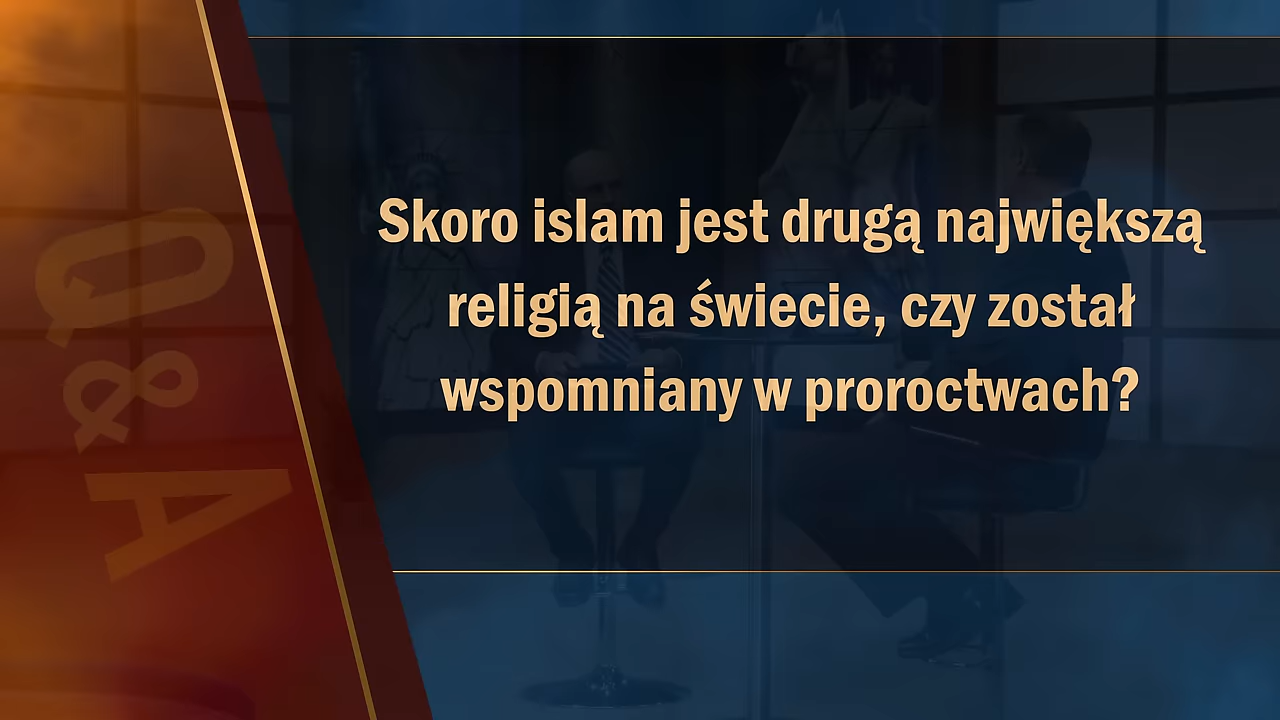 Q&A
Skoro islam jest drugą największą
religią na świecie, czy został
wspomniany w proroctwach?